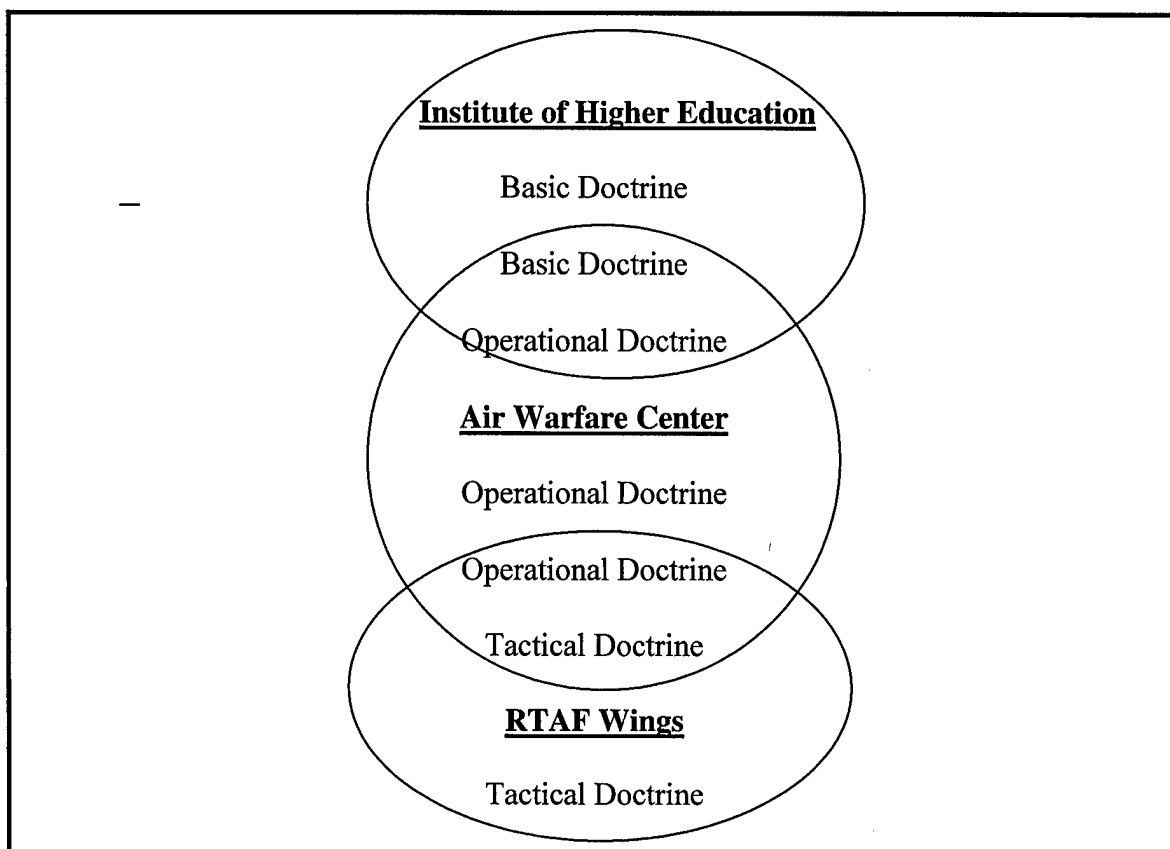 Institute of Higher Education
Basic Doctrine
Basic Doctrine
Operational Doctrine
Air Warfare Center
Operational Doctrine
Operational Doctrine
Tactical Doctrine
RTAF Wings
Tactical Doctrine